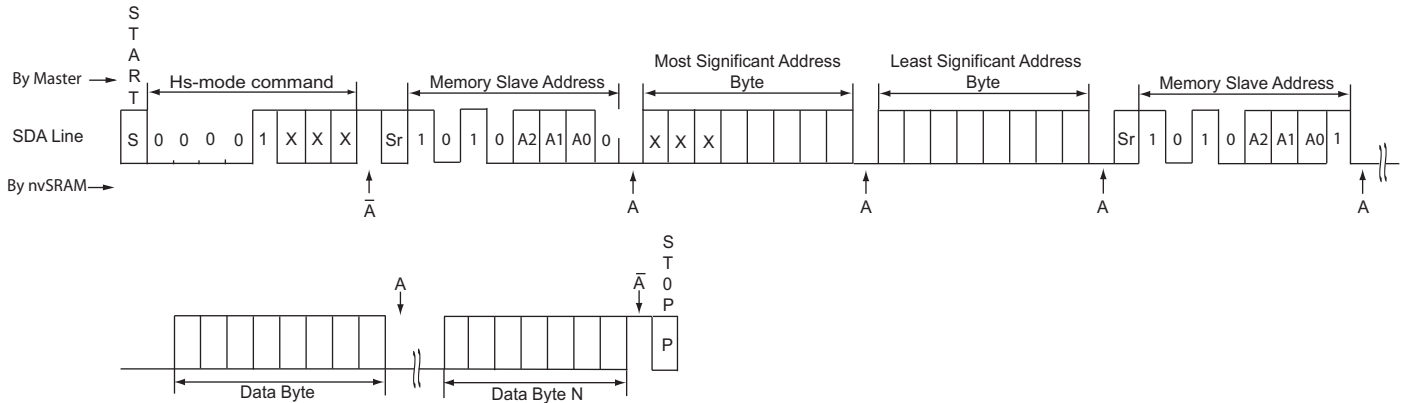 START
By Master
Hs-mode command
Memory Slave Address
Most Significant Address
Byte
Least Significant Address
Byte
Memory Slave Address
SDA Line
S 0 0 0 0 1 X X X Sr 1 0 1 0 A2 A1 A0 0 X X X Sr 1 0 1 0 A2 A1 A0 1
By nvSRAM
A̅
A
A
A
A
ST0P
A
A̅
P
Data Byte
Data Byte N